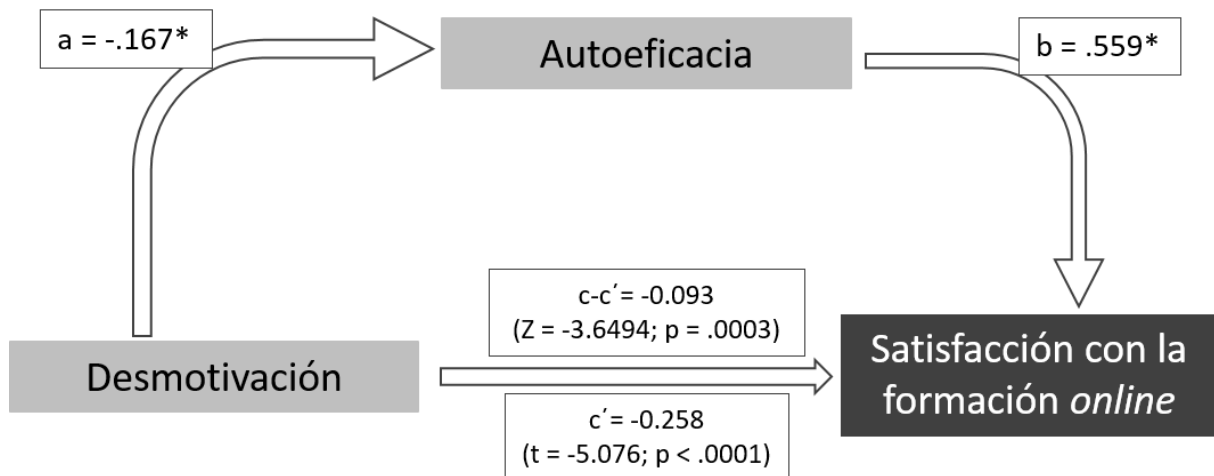 a = -.167*
Autoeficacia
b = .559*
c-c´= -0.093
(Z = -3.6494; p = .0003)
Desmotivación
Satisfacción con la
formación online
c´= -0.258
(t = -5.076; p < .0001)